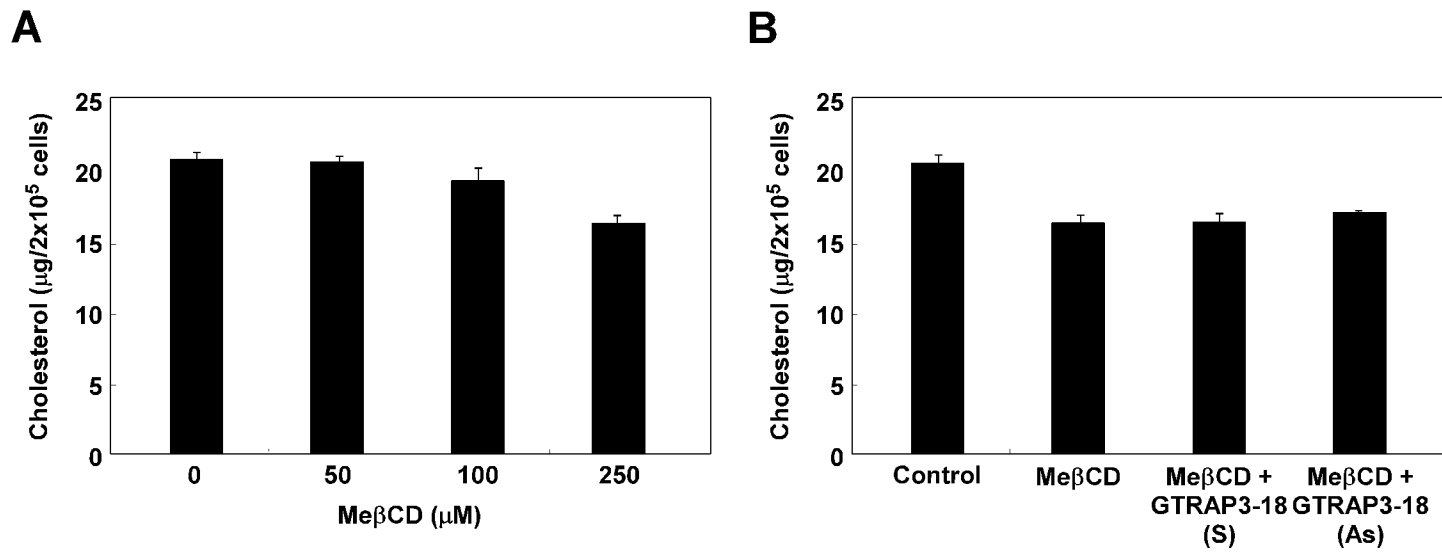 A
Cholesterol (μg/2x10⁵ cells)
25
20
15
10
5
0
0 50 100 250
MeβCD (μM)
B
Cholesterol (μg/2x10⁵ cells)
25
20
15
10
5
0
Control MeβCD MeβCD + MeβCD +
GTRAP3-18 GTRAP3-18
(S) (As)